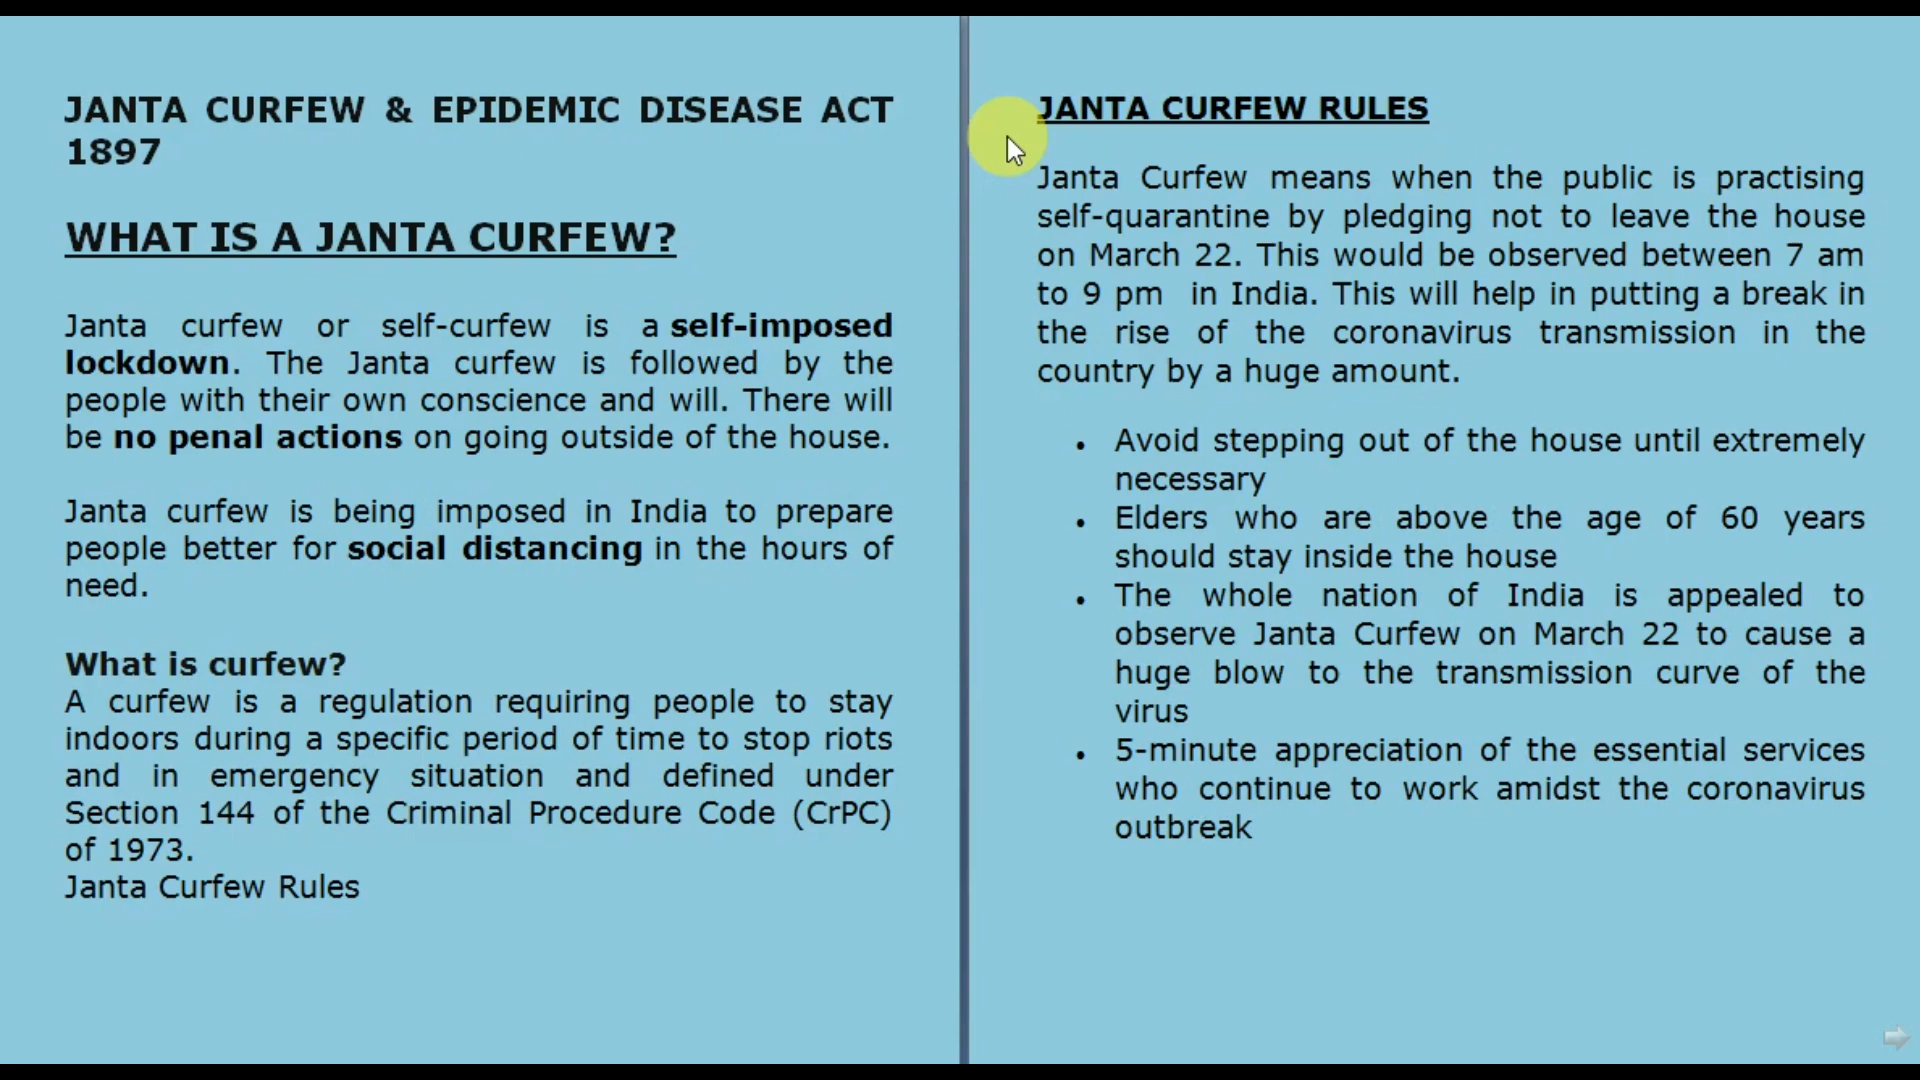 JANTA CURFEW & EPIDEMIC DISEASE ACT
1897
WHAT IS A JANTA CURFEW?
Janta curfew or self-curfew is a self-imposed
lockdown. The Janta curfew is followed by the
people with their own conscience and will. There will
be no penal actions on going outside of the house.
Janta curfew is being imposed in India to prepare
people better for social distancing in the hours of
need.
What is curfew?
A curfew is a regulation requiring people to stay
indoors during a specific period of time to stop riots
and in emergency situation and defined under
Section 144 of the Criminal Procedure Code (CrPC)
of 1973.
Janta Curfew Rules
JANTA CURFEW RULES
Janta Curfew means when the public is practising
self-quarantine by pledging not to leave the house
on March 22. This would be observed between 7 am
to 9 pm in India. This will help in putting a break in
the rise of the coronavirus transmission in the
country by a huge amount.
• Avoid stepping out of the house until extremely
necessary
• Elders who are above the age of 60 years
should stay inside the house
• The whole nation of India is appealed to
observe Janta Curfew on March 22 to cause a
huge blow to the transmission curve of the
virus
• 5-minute appreciation of the essential services
who continue to work amidst the coronavirus
outbreak